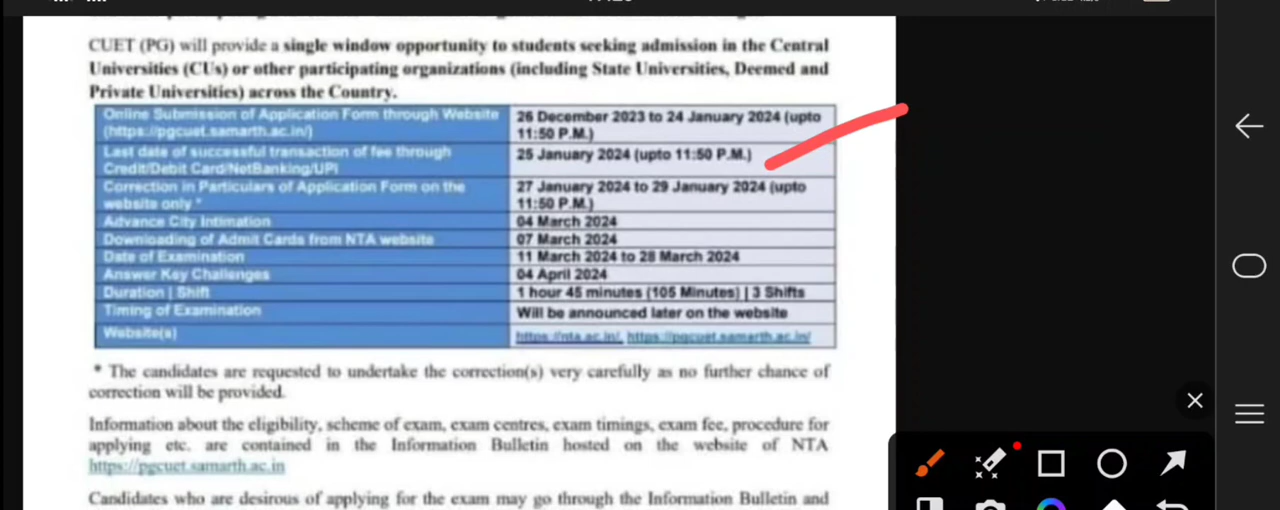 CUET (PG) will provide a single window opportunity to students seeking admission in the Central
Universities (CUs) or other participating organizations (including State Universities, Deemed and
Private Universities) across the Country.
Online Submission of Application Form through Website
(https://pgcuet.samarth.ac.in/)
26 December 2023 to 24 January 2024 (upto
11:50 P.M.)
Last date of successful transaction of fee through
Credit/Debit Card/NetBanking/UPI
25 January 2024 (upto 11:50 P.M.)
Correction in Particulars of Application Form on the
website only *
27 January 2024 to 29 January 2024 (upto
11:50 P.M.)
Advance City Intimation
04 March 2024
Downloading of Admit Cards from NTA website
07 March 2024
Date of Examination
11 March 2024 to 28 March 2024
Answer Key Challenges
04 April 2024
Duration | Shift
1 hour 45 minutes (105 Minutes) | 3 Shifts
Timing of Examination
Will be announced later on the website
Website(s)
https://nta.ac.in/, https://pgcuet.samarth.ac.in/
* The candidates are requested to undertake the correction(s) very carefully as no further chance of
correction will be provided.
Information about the eligibility, scheme of exam, exam centres, exam timings, exam fee, procedure for
applying etc. are contained in the Information Bulletin hosted on the website of NTA
https://pgcuet.samarth.ac.in
Candidates who are desirous of applying for the exam may go through the Information Bulletin and